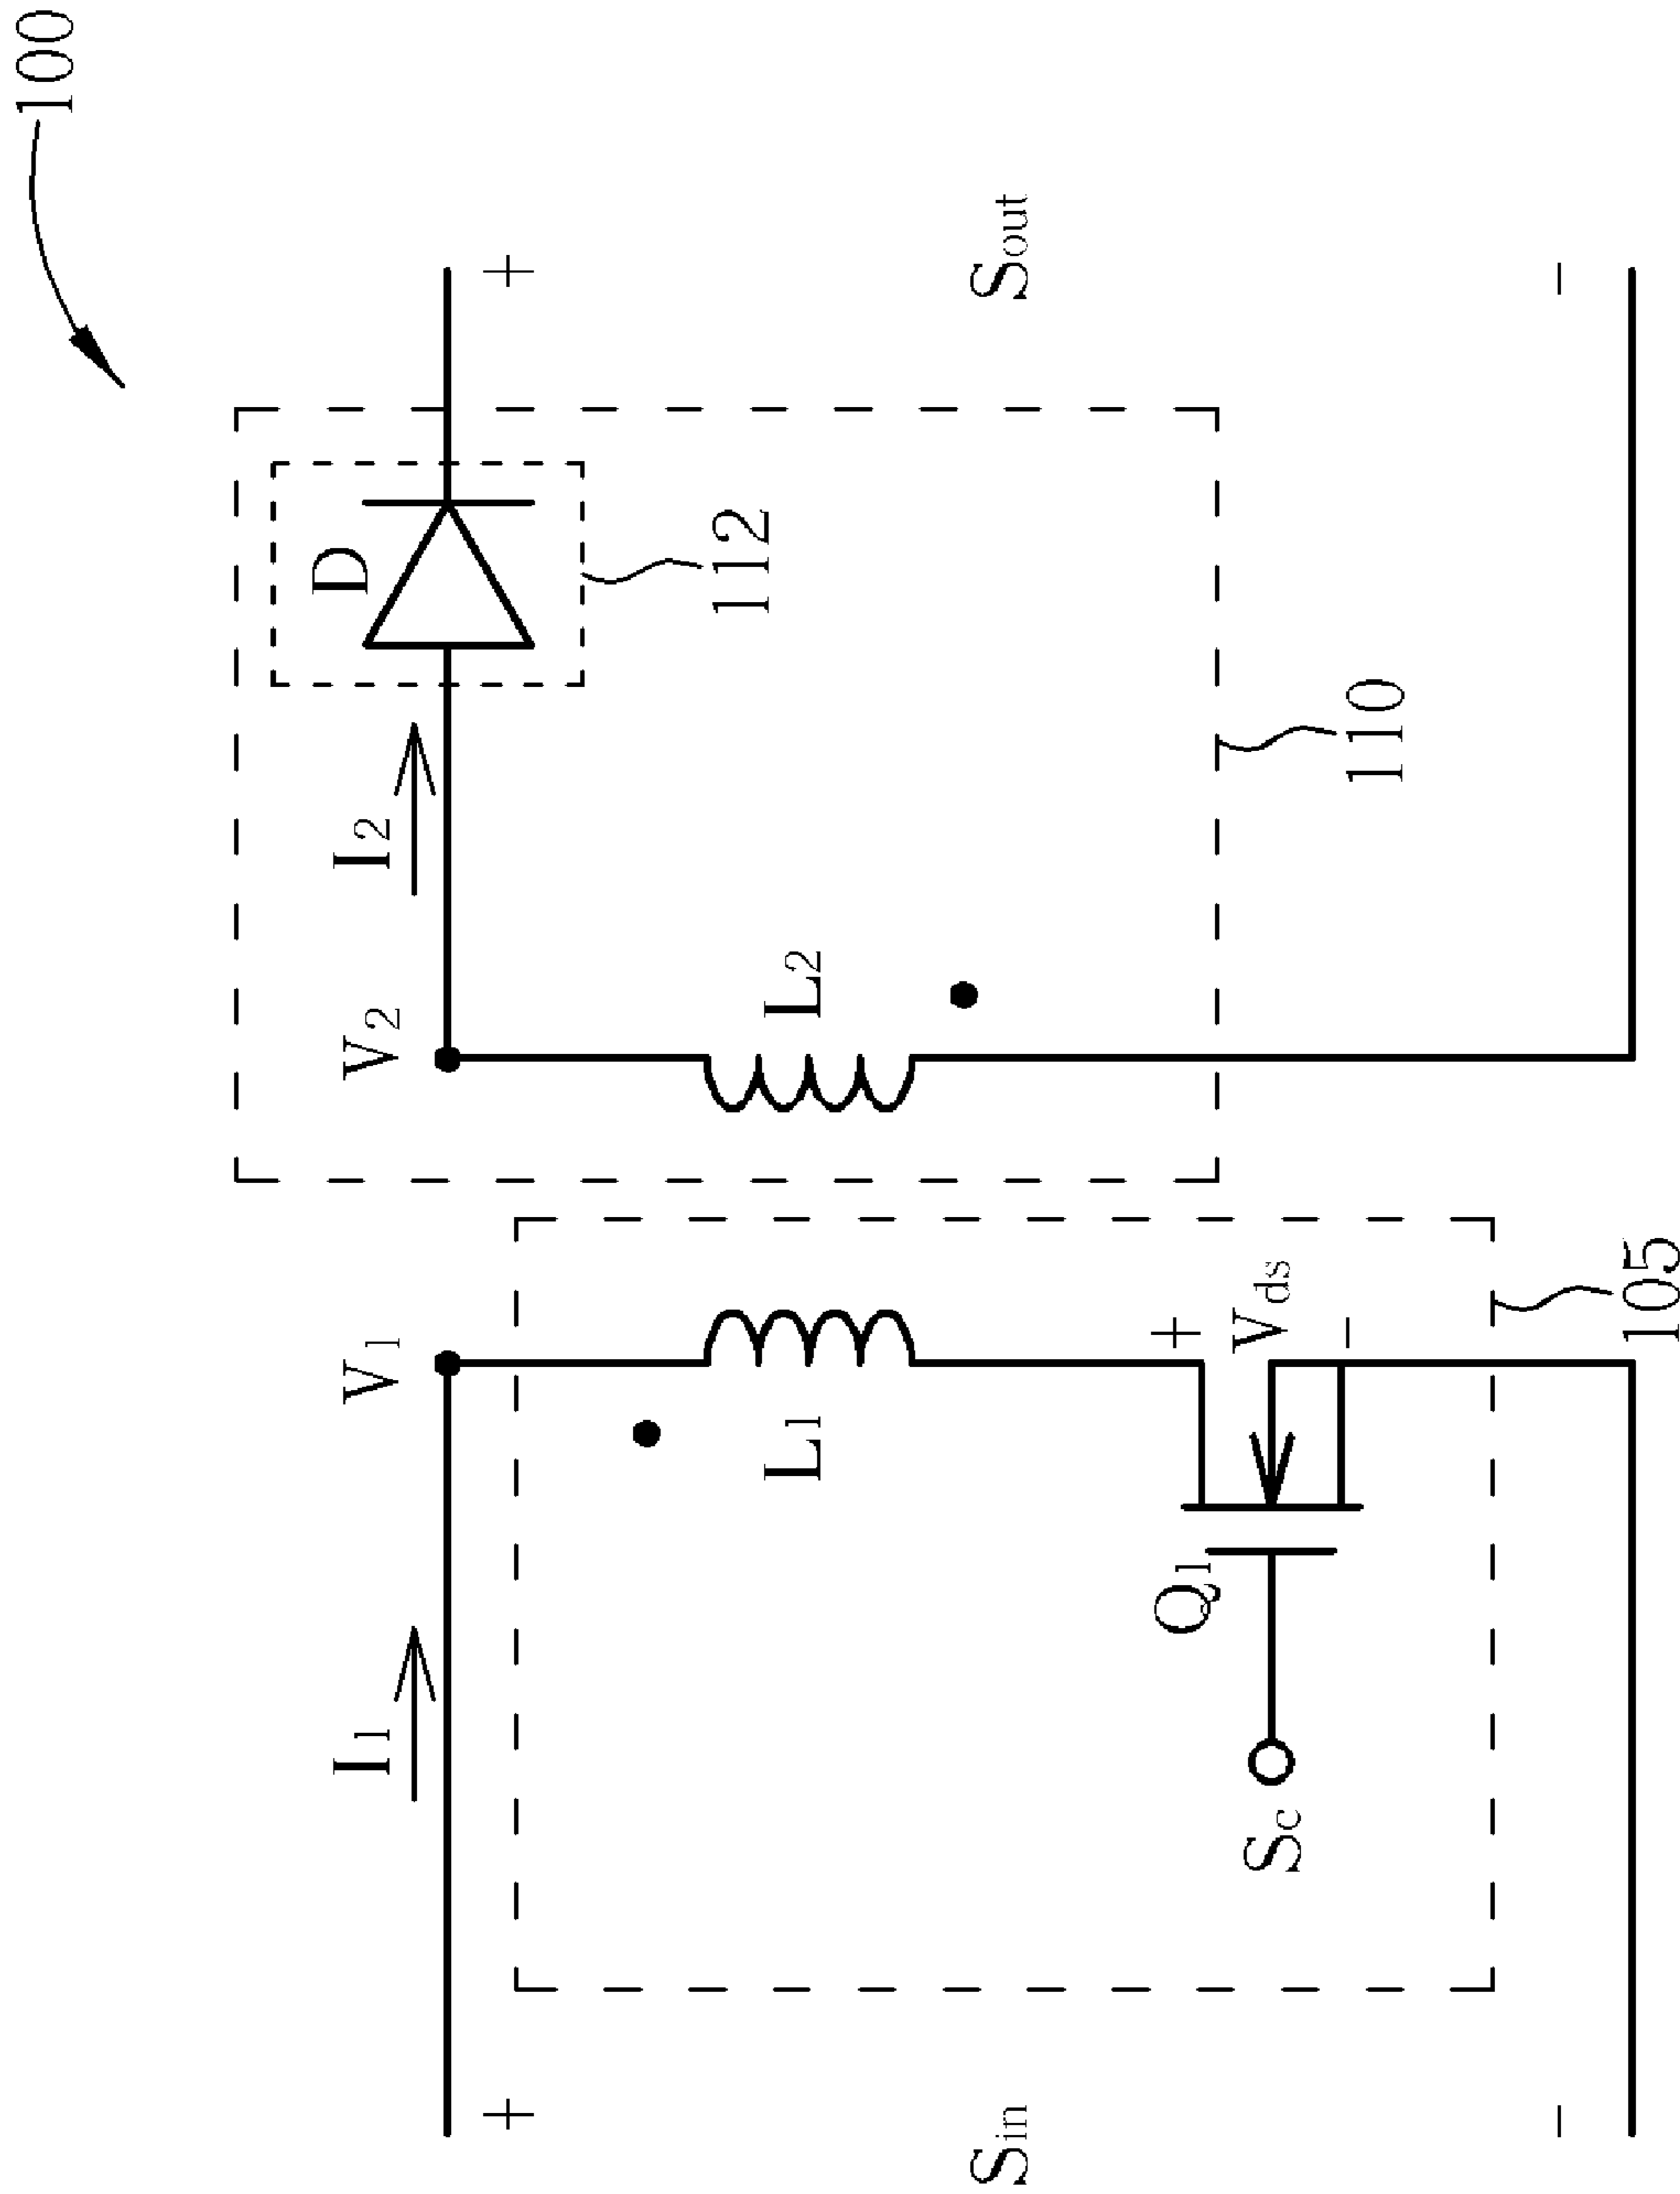 100
I1
V1
V2
I2
D
+
+
112
L1
L2
Sin
Sout
110
Q1
+
Vds
-
Sc
-
-
105